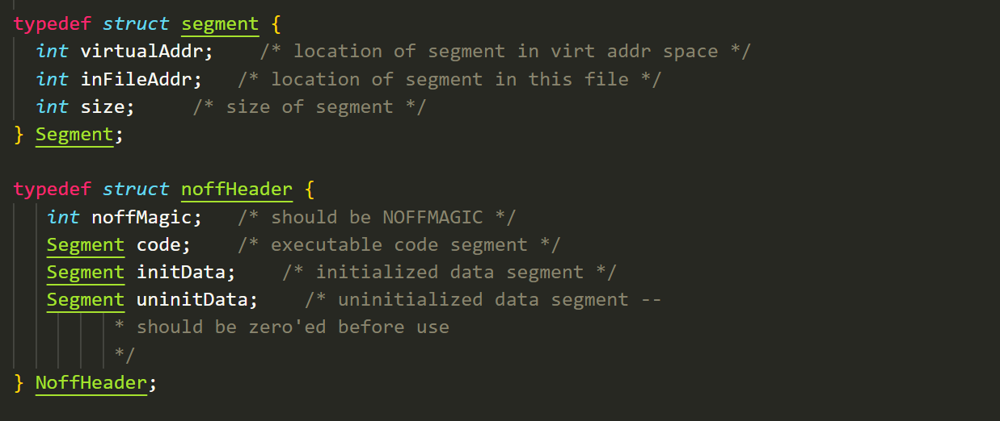 typedef struct segment {
int virtualAddr; /* location of segment in virt addr space */
int inFileAddr; /* location of segment in this file */
int size; /* size of segment */
} Segment;
typedef struct noffHeader {
int noffMagic; /* should be NOFFMAGIC */
Segment code; /* executable code segment */
Segment initData; /* initialized data segment */
Segment uninitData; /* uninitialized data segment --
* should be zero'ed before use
*/
} NoffHeader;